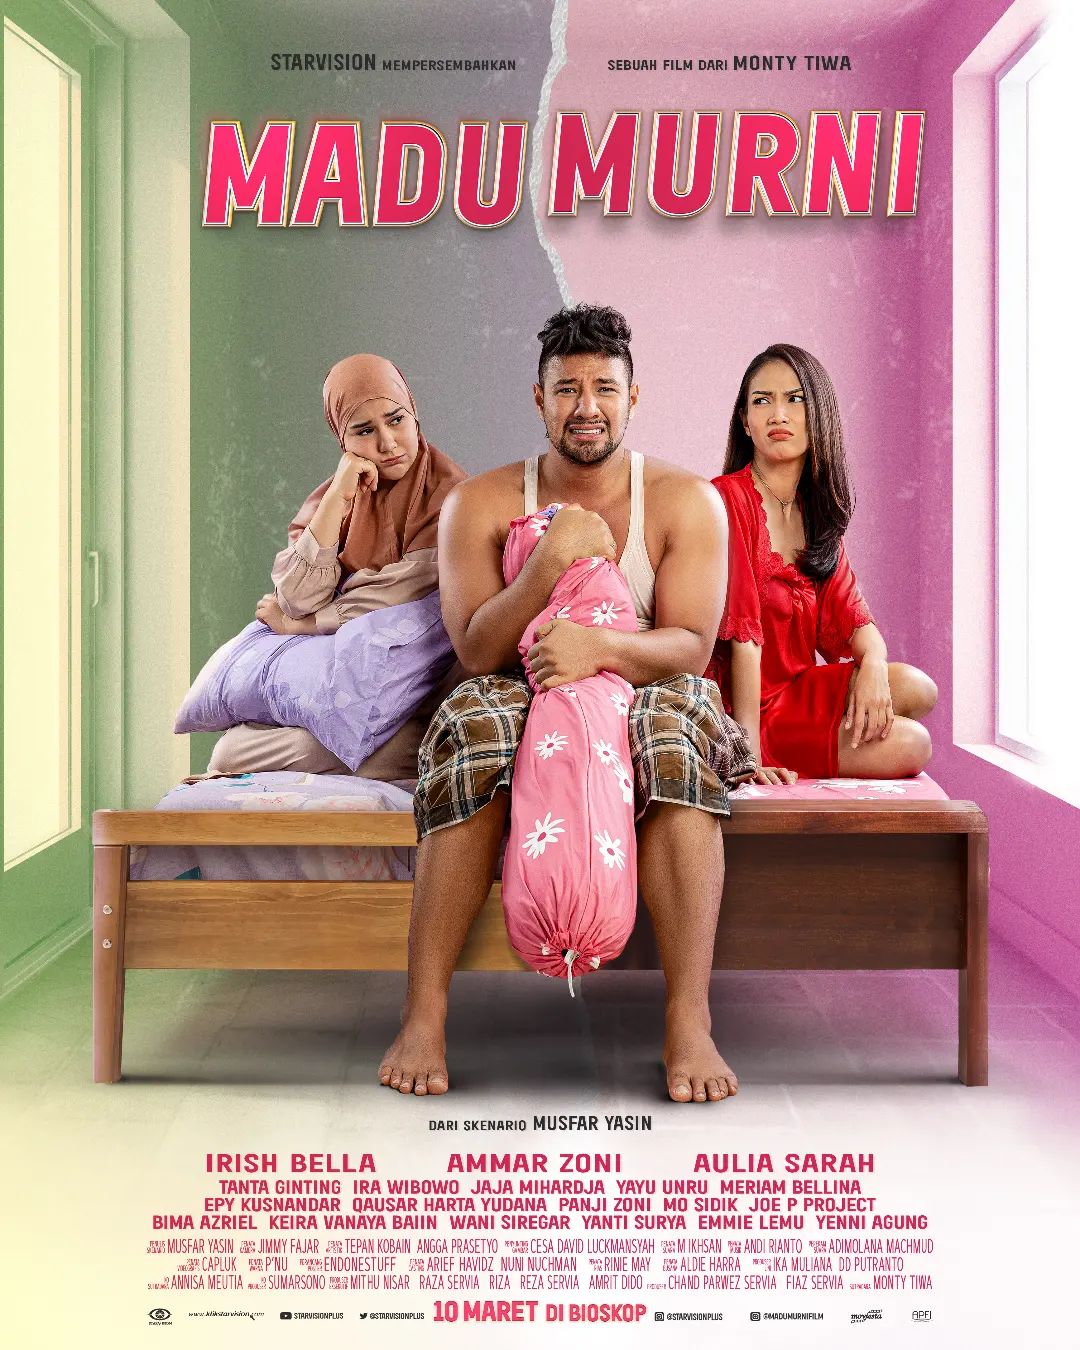 STARVISION MEMPERSEMBAHKAN
SEBUAH FILM DARI MONTY TIWA
MADU MURNI
DARI SKENARIO MUSFAR YASIN
IRISH BELLA AMMAR ZONI AULIA SARAH
TANTA GINTING IRA WIBOWO JAJA MIHARDJA YAYU UNRU MERIAM BELLINA
EPY KUSNANDAR QAUSAR HARTA YUDANA PANJI ZONI MO SIDIK JOE P PROJECT
BIMA AZRIEL KEIRA VANAYA BAIIN WANI SIREGAR YANTI SURYA EMMIE LEMU YENNI AGUNG
MUSFAR YASIN JIMMY FAJAR TEPAN KOBAIN ANGGA PRASETYO CESA DAVID LUCKMANSYAH M IKHSAN ANDI RIANTO ADIMOLANA MACHMUD
CAPLUK P'NU ENDONESTUFF ARIEF HAVIDZ NUN NUCHMAN RINIE MAY ALDIE HARRA IKA MULIANA DD PUTRANTO
ANNISA MEUTIA SUMARSONO MITHU NISAR RAZA SERVIA RIZA REZA SERVIA AMRIT DIDO CHAND PARWEZ SERVIA FIAZ SERVIA MONTY TIWA
www.klikstarvision.com STARVISIONPLUS @STARVISIONPLUS 10 MARET DI BIOSKOP @STARVISIONPLUS @MADUMURNIFILM APFI